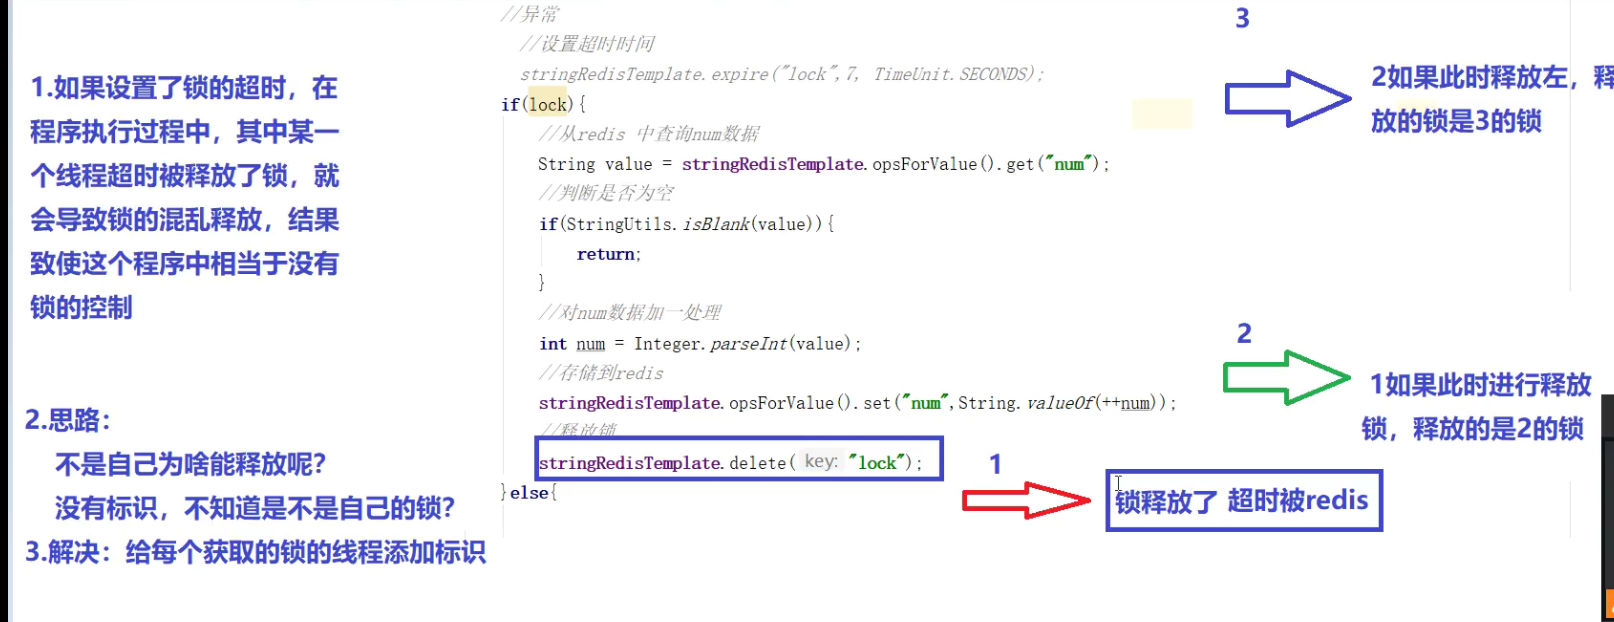 1.如果设置了锁的超时，在
程序执行过程中，其中某一
个线程超时被释放了锁，就
会导致锁的混乱释放，结果
致使这个程序中相当于没有
锁的控制
2.思路：
不是自己为啥能释放呢？
没有标识，不知道是不是自己的锁？
3.解决：给每个获取的锁的线程添加标识
//异常
//设置超时时间
stringRedisTemplate.expire("lock",7, TimeUnit.SECONDS);
if(lock){
//从redis 中查询num数据
String value = stringRedisTemplate.opsForValue().get("num");
//判断是否为空
if(StringUtils.isBlank(value)){
return;
}
//对num数据加一处理
int num = Integer.parseInt(value);
//存储到redis
stringRedisTemplate.opsForValue().set("num",String.valueOf(++num));
//释放锁
stringRedisTemplate.delete( key: "lock");
}else{
3
2如果此时释放左，释
放的锁是3的锁
2
1如果此时进行释放
锁，释放的是2的锁
1
锁释放了 超时被redis